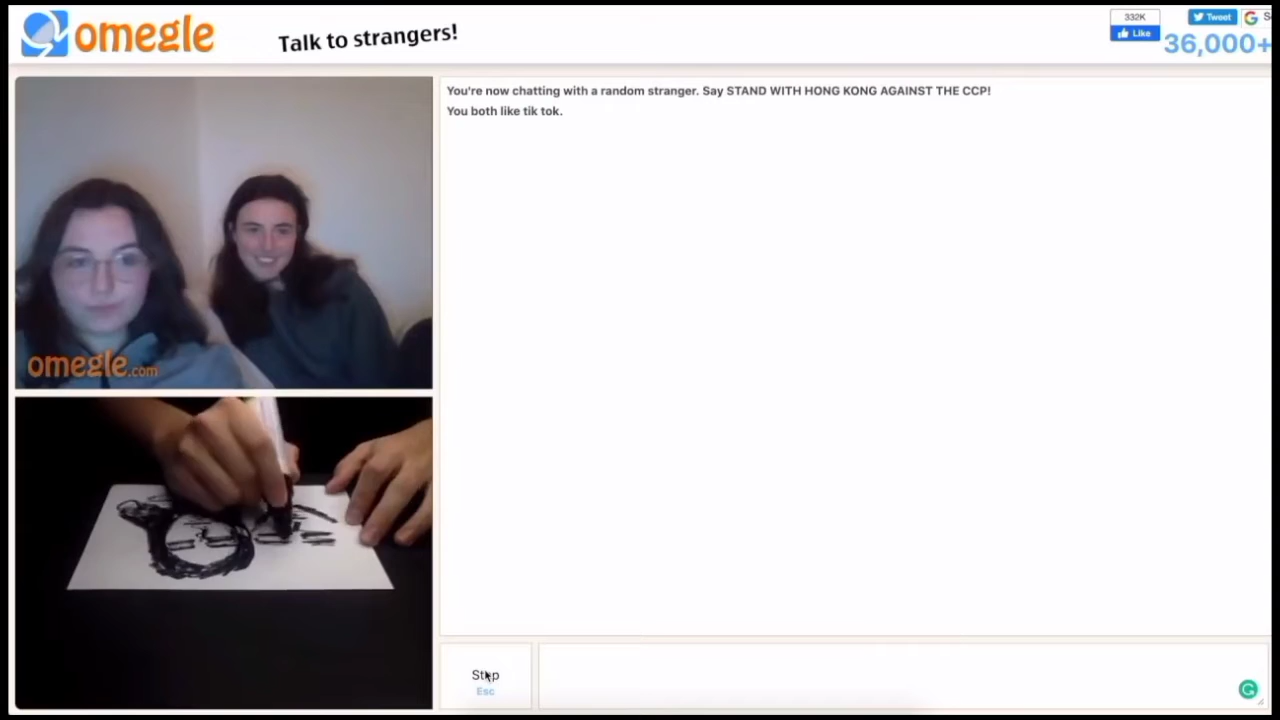 omegle
Talk to strangers!
332K
Like
Tweet
G S
36,000+
You're now chatting with a random stranger. Say STAND WITH HONG KONG AGAINST THE CCP!
You both like tik tok.
omegle.com
Stop
Esc